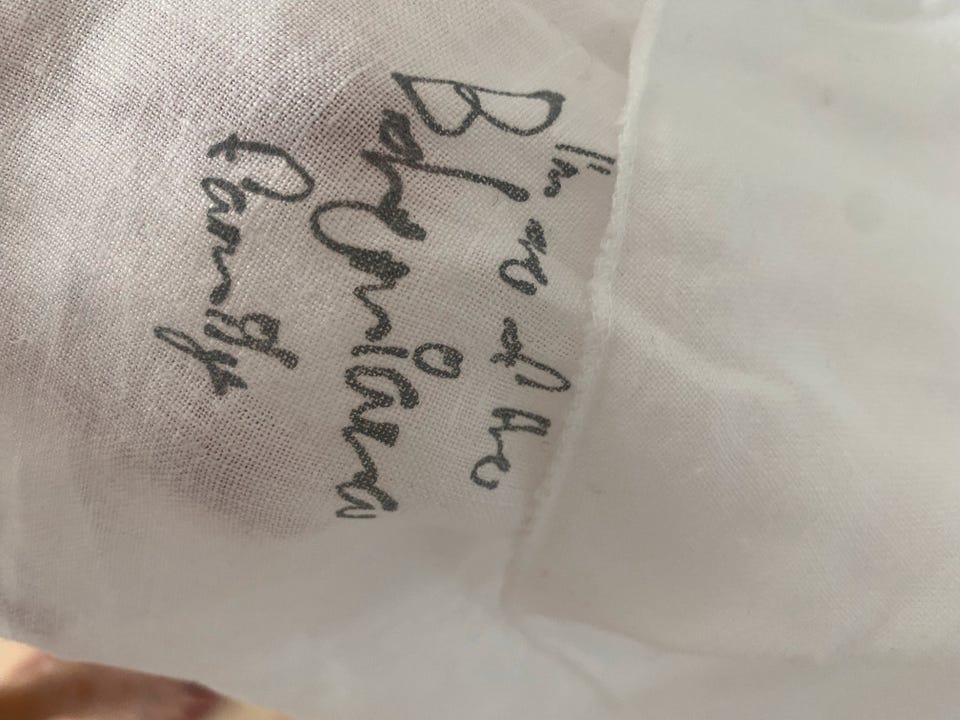 I'm one of the
Bohemian
Family